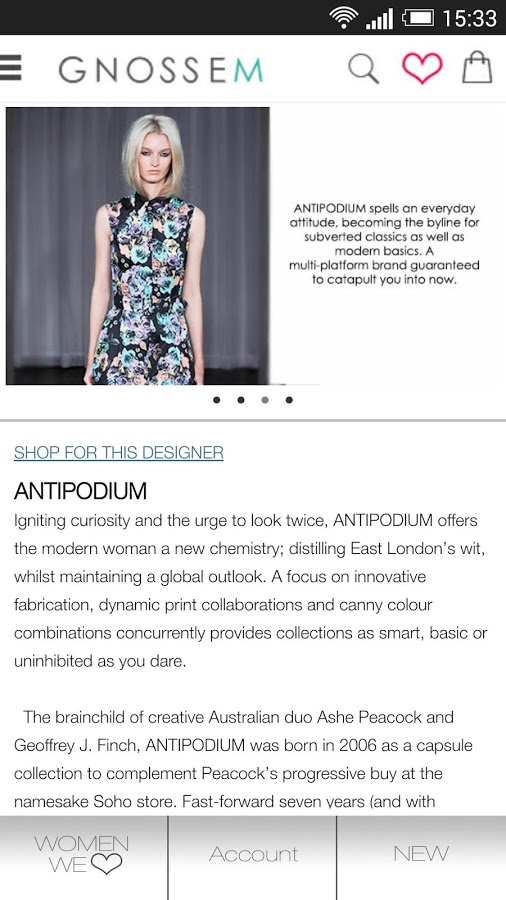 15:33
GNOSSEM
ANTIPODIUM spells an everyday
attitude, becoming the byline for
subverted classics as well as
modern basics. A
multi-platform brand guaranteed
to catapult you into now.
SHOP FOR THIS DESIGNER
ANTIPODIUM
Igniting curiosity and the urge to look twice, ANTIPODIUM offers
the modern woman a new chemistry; distilling East London's wit,
whilst maintaining a global outlook. A focus on innovative
fabrication, dynamic print collaborations and canny colour
combinations concurrently provides collections as smart, basic or
uninhibited as you dare.
The brainchild of creative Australian duo Ashe Peacock and
Geoffrey J. Finch, ANTIPODIUM was born in 2006 as a capsule
collection to complement Peacock's progressive buy at the
namesake Soho store. Fast-forward seven years (and with
WOMEN
WE
Account
NEW